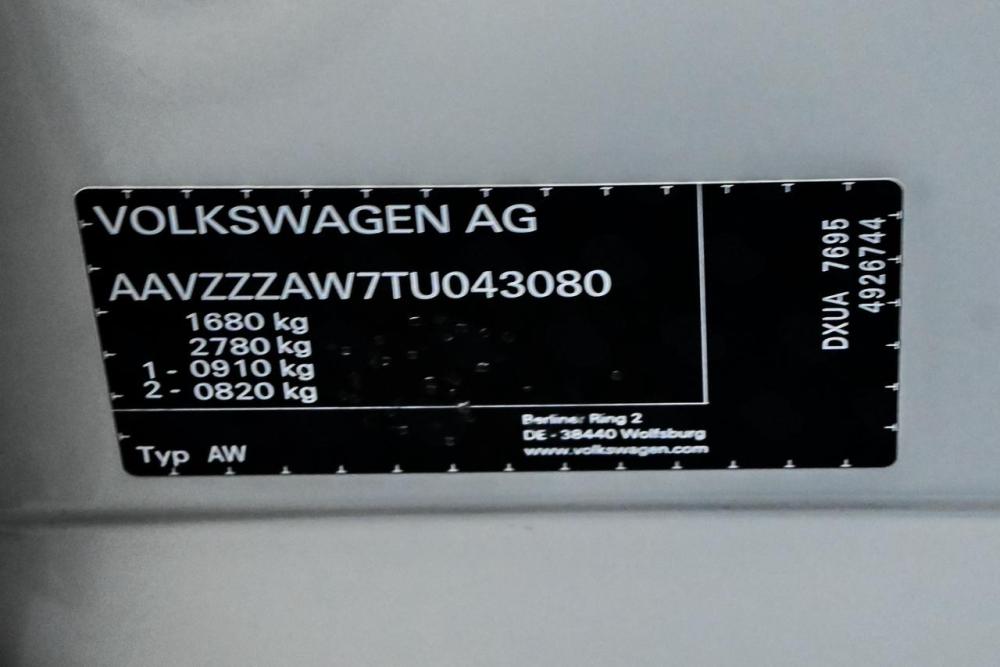 VOLKSWAGEN AG
AAVZZZAW7TU043080
1680 kg
2780 kg
1 - 0910 kg
2 - 0820 kg
Typ AW
Berliner Ring 2
DE - 38440 Wolfsburg
www.volkswagen.com
DXUA 7695
4926744